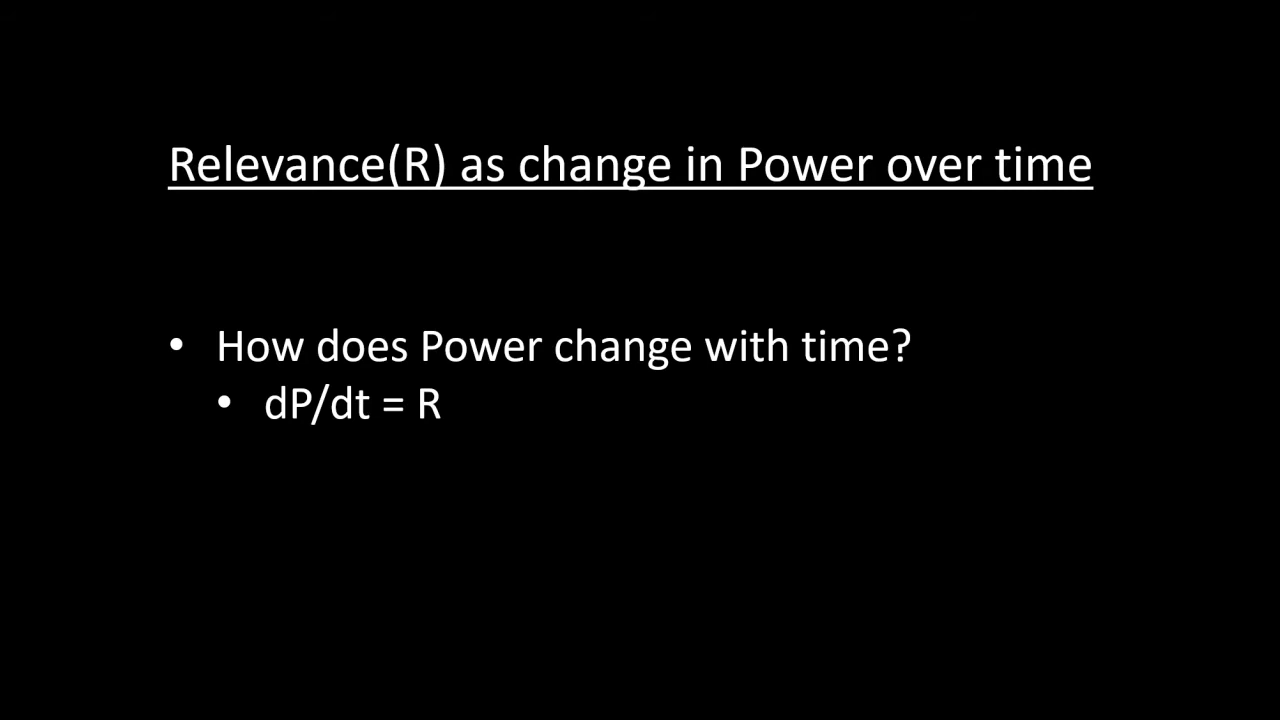 Relevance(R) as change in Power over time
• How does Power change with time?
• dP/dt = R